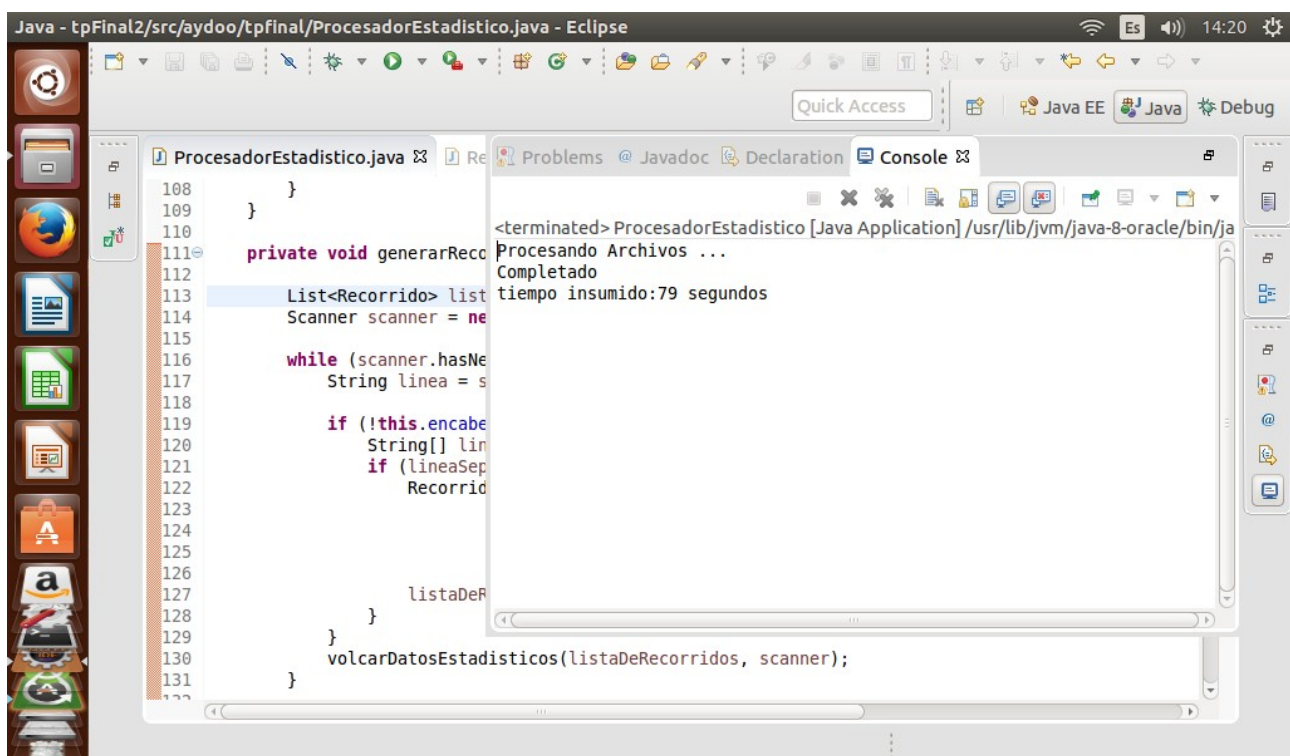 Java - tpFinal2/src/aydoo/tpfinal/ProcesadorEstadistico.java - Eclipse
Es 14:20
Quick Access
Java EE Java Debug
ProcesadorEstadistico.java Re
Problems @ Javadoc Declaration Console
<terminated> ProcesadorEstadistico [Java Application] /usr/lib/jvm/java-8-oracle/bin/ja
Procesando Archivos ...
Completado
tiempo insumido:79 segundos
108 }
109 }
110
111 private void generarReco
112
113 List<Recorrido> list
114 Scanner scanner = ne
115
116 while (scanner.hasNe
117 String linea = s
118
119 if (!this.encabe
120 String[] lin
121 if (lineaSep
122 Recorrid
123
124
125
126
127 listaDeR
128 }
129 }
130 volcarDatosEstadisticos(listaDeRecorridos, scanner);
131 }